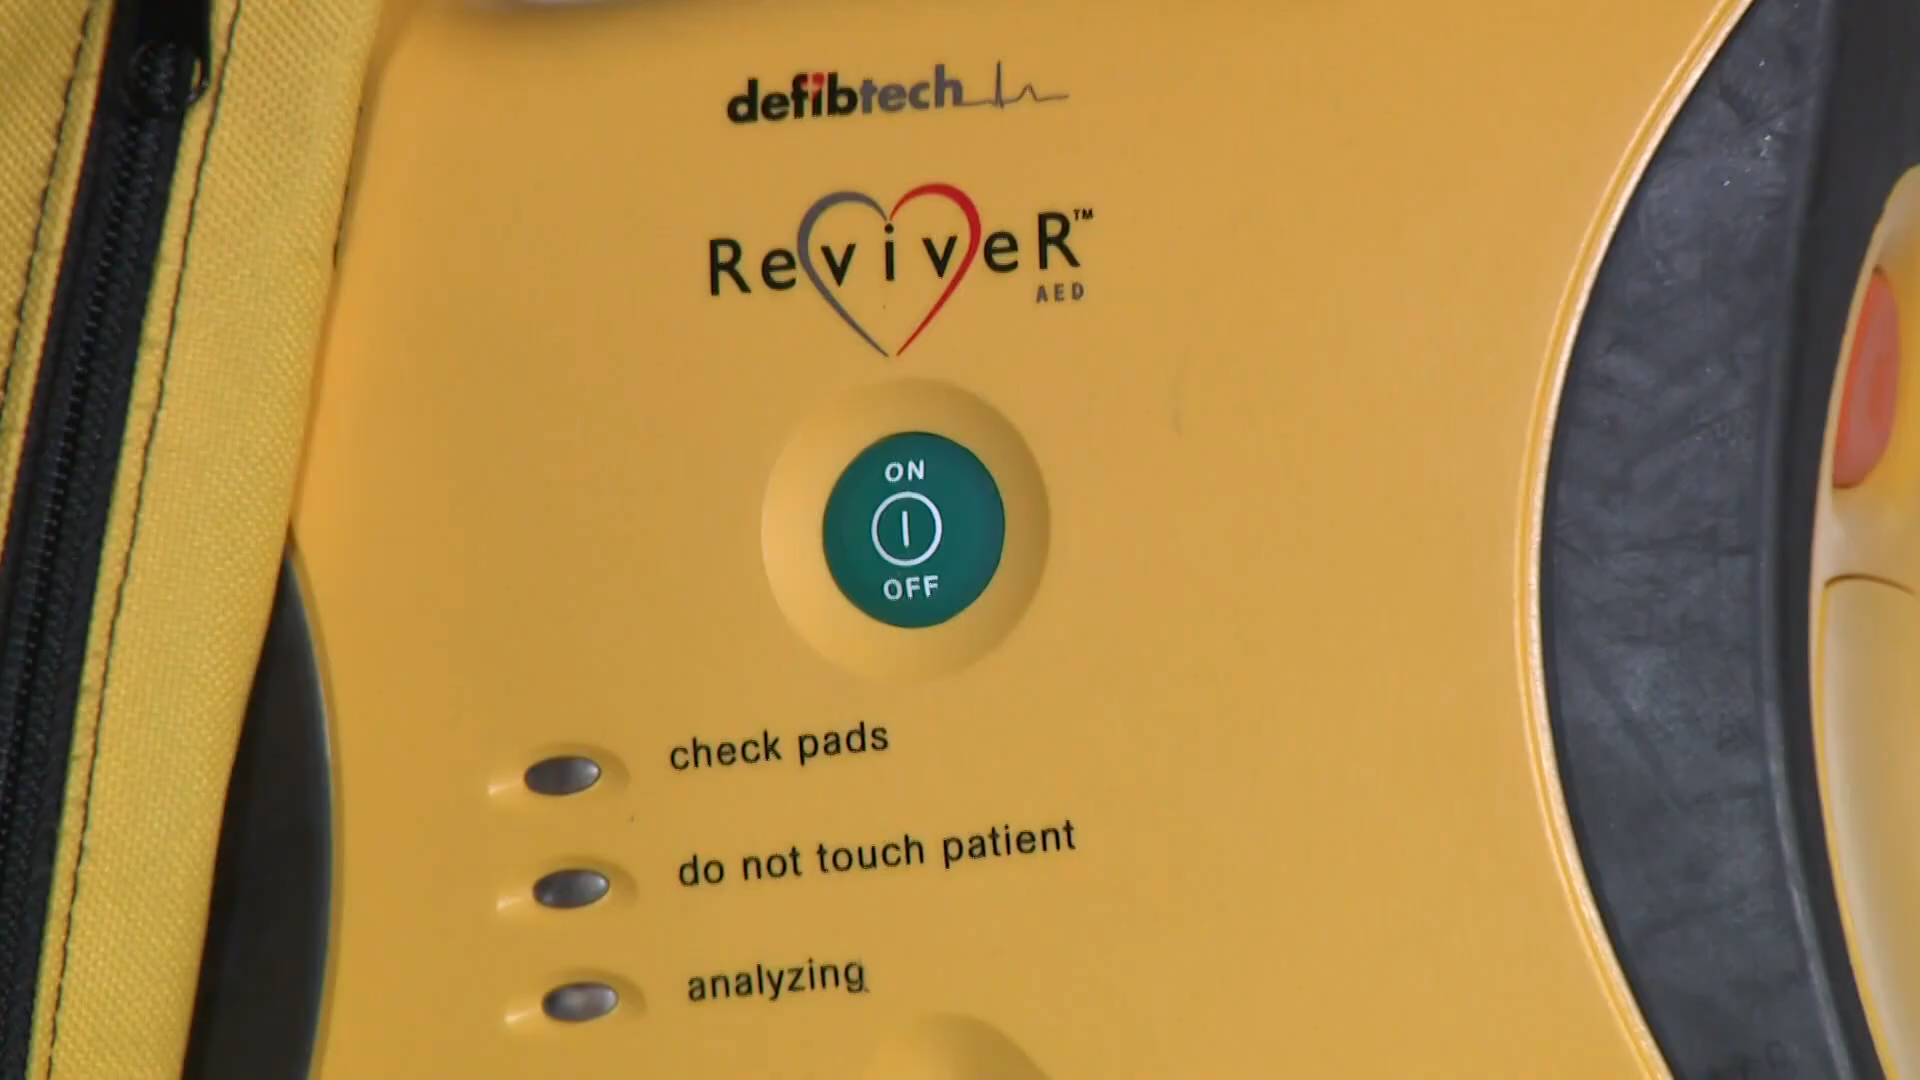 defibtech
ReviveR™
AED
ON
OFF
check pads
do not touch patient
analyzing